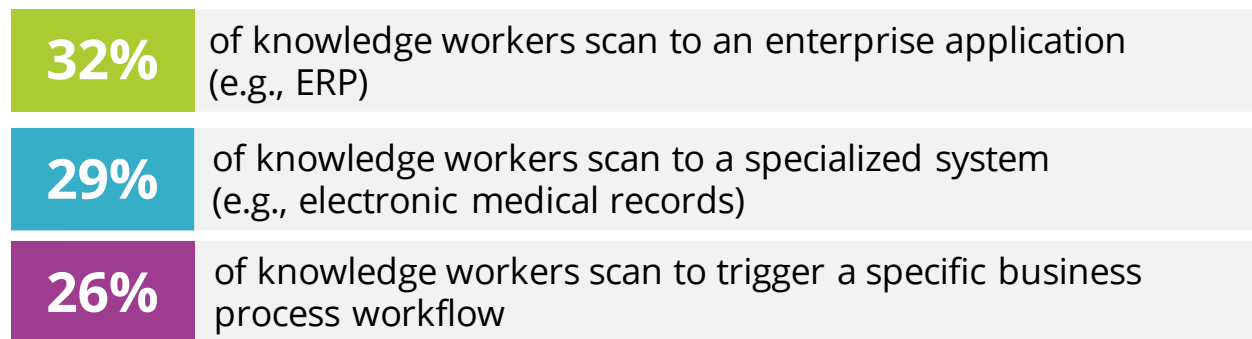 32%
of knowledge workers scan to an enterprise application
(e.g., ERP)
29%
of knowledge workers scan to a specialized system
(e.g., electronic medical records)
26%
of knowledge workers scan to trigger a specific business
process workflow